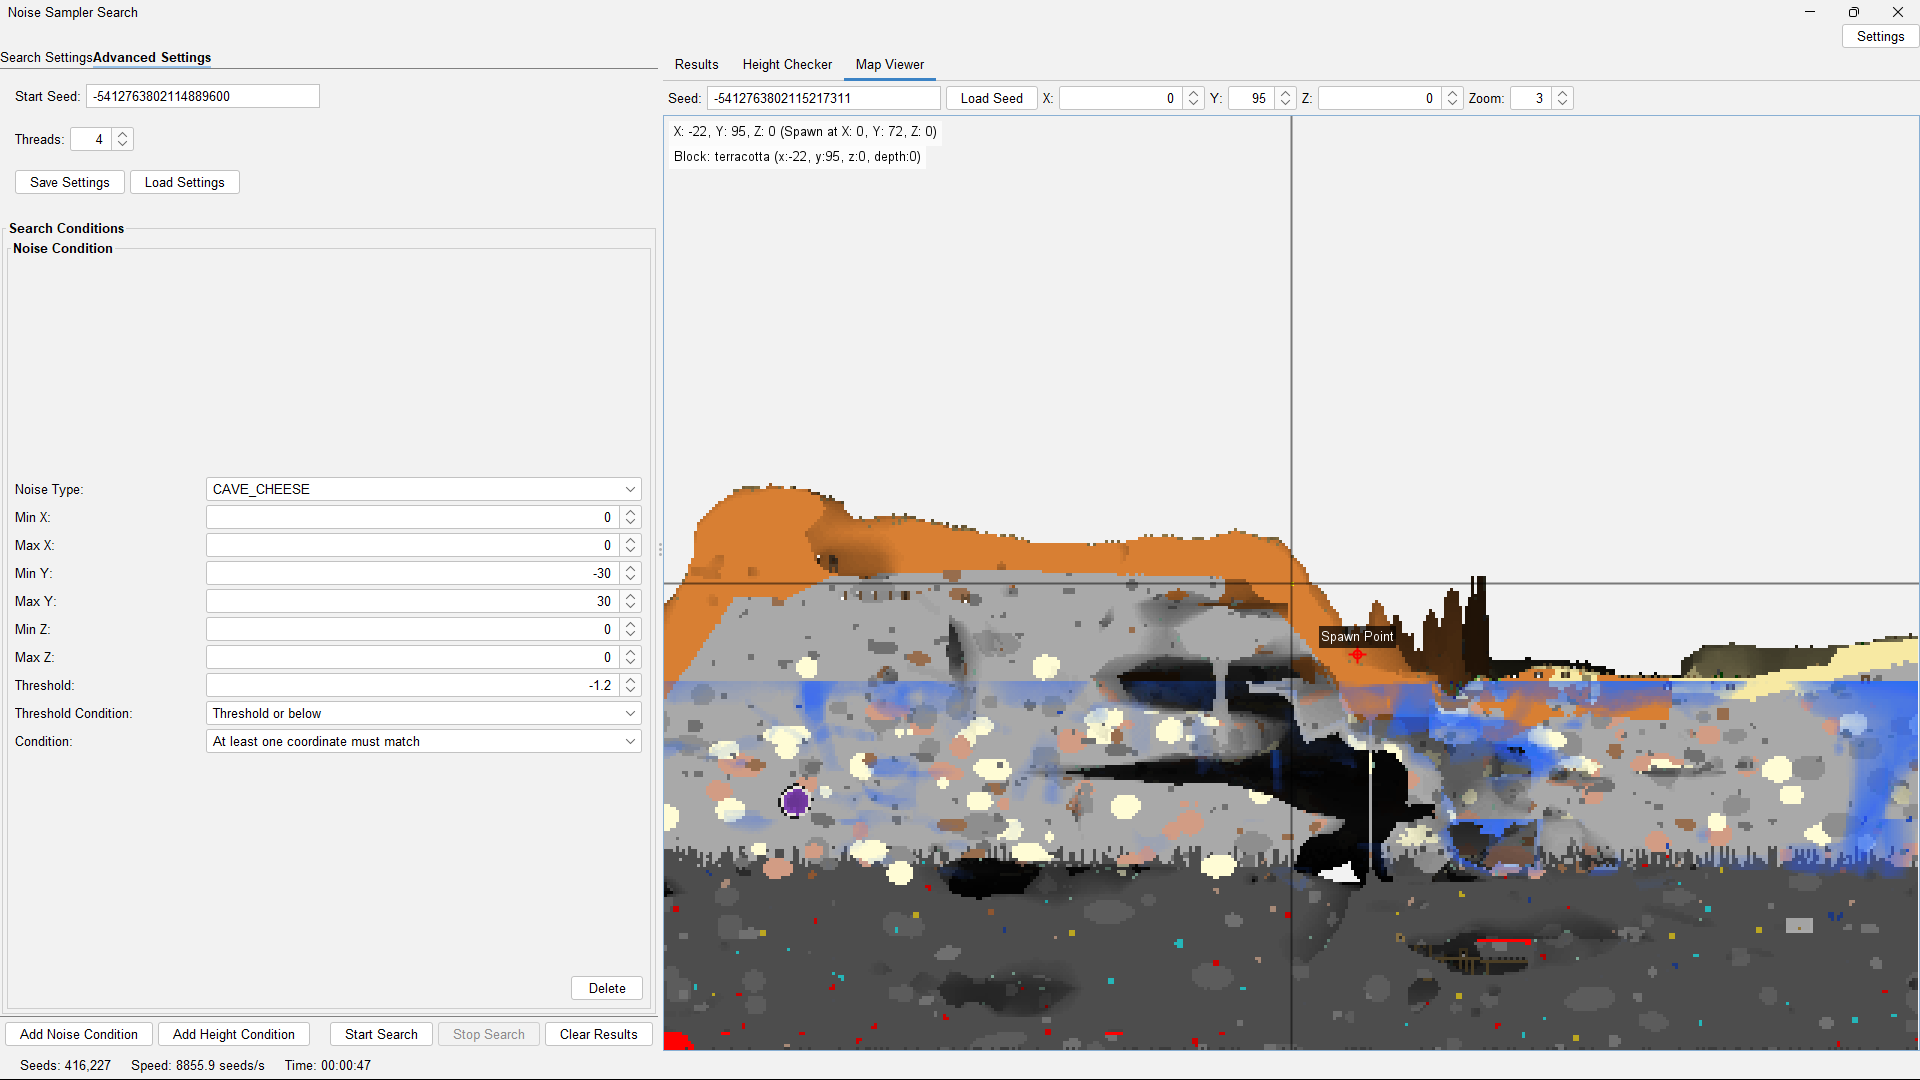 Noise Sampler Search
Settings
Search Settings Advanced Settings
Start Seed: -5412763802114889600
Threads: 4
Save Settings Load Settings
Search Conditions
Noise Condition
Noise Type: CAVE_CHEESE
Min X: 0
Max X: 0
Min Y: -30
Max Y: 30
Min Z: 0
Max Z: 0
Threshold: -1.2
Threshold Condition: Threshold or below
Condition: At least one coordinate must match
Delete
Add Noise Condition Add Height Condition Start Search Stop Search Clear Results
Seeds: 416,227 Speed: 8855.9 seeds/s Time: 00:00:47
Results Height Checker Map Viewer
Seed: -5412763802115217311 Load Seed X: 0 Y: 95 Z: 0 Zoom: 3
X: -22, Y: 95, Z: 0 (Spawn at X: 0, Y: 72, Z: 0)
Block: terracotta (x:-22, y:95, z:0, depth:0)
Spawn Point